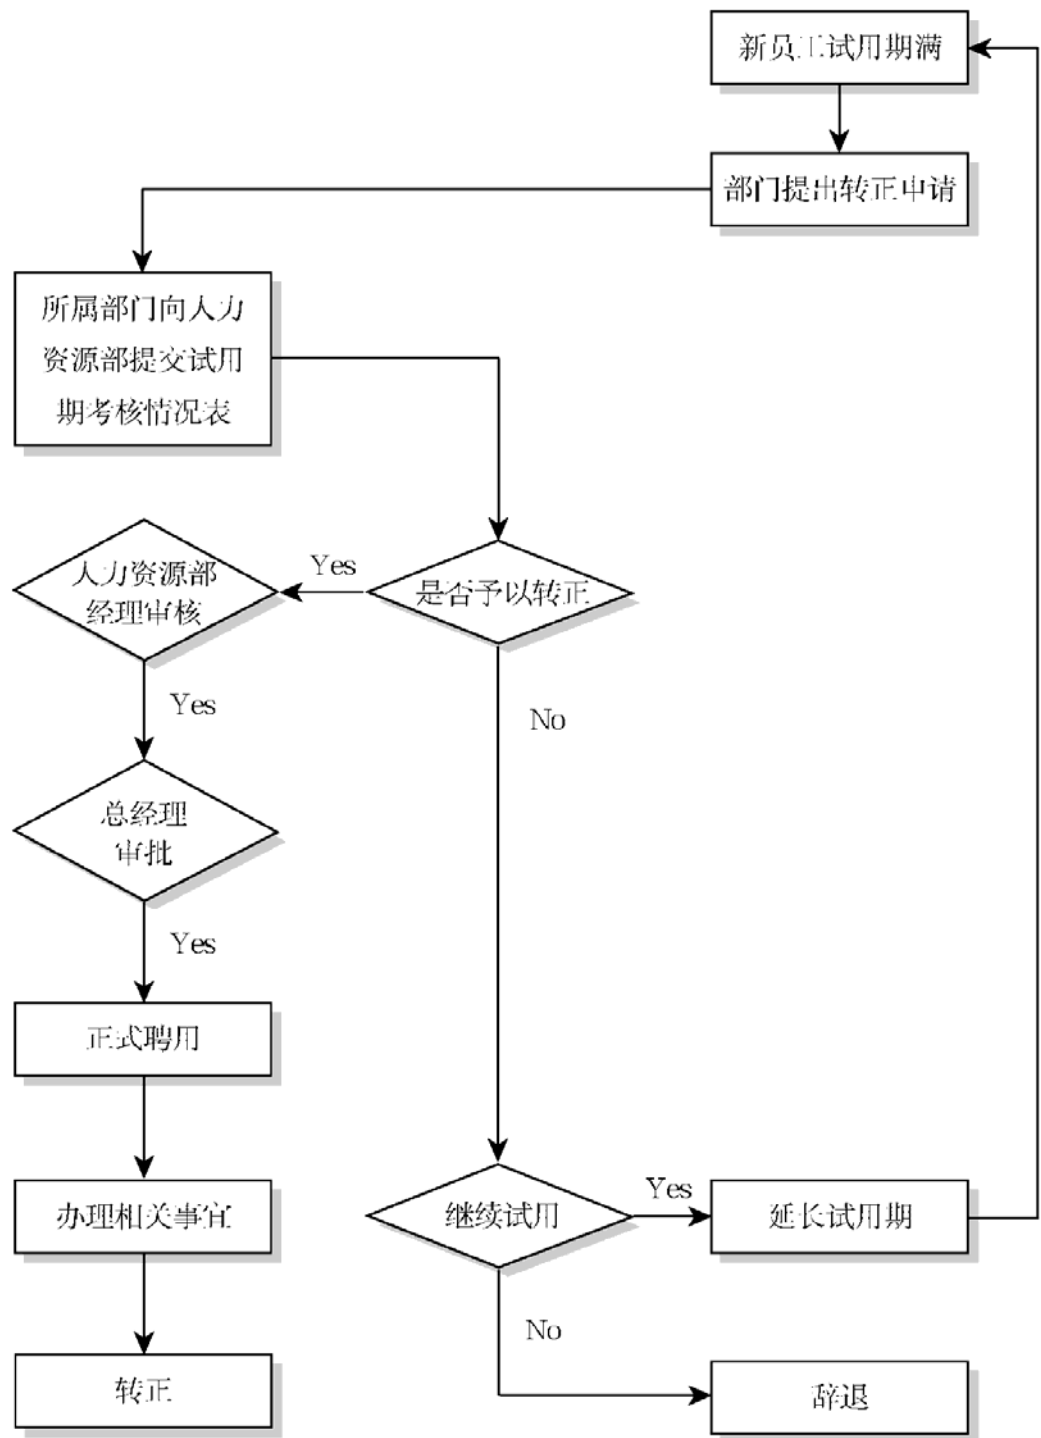 新员工试用期满
部门提出转正申请
所属部门向人力
资源部提交试用
期考核情况表
是否予以转正
Yes
人力资源部
经理审核
Yes
No
总经理
审批
Yes
正式聘用
办理相关事宜
继续试用
Yes
延长试用期
No
转正
辞退